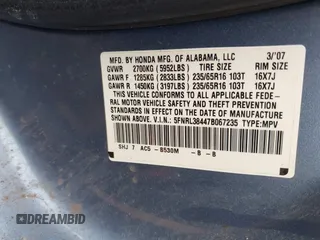 MFD. BY HONDA MFG. OF ALABAMA, LLC 3/'07
GVWR 2700KG (5952LBS) TIRE SIZE RIM SIZE
GAWR F 1285KG (2833LBS) 235/65R16 103T 16X7J
GAWR R 1450KG (3197LBS) 235/65R16 103T 16X7J
THIS VEHICLE CONFORMS TO ALL APPLICABLE FEDE-
RAL MOTOR VEHICLE SAFETY AND BUMPER STANDARDS
IN EFFECT ON THE DATE OF MANUFACTURE SHOWN
ABOVE. V.I.N.: 5FNRL38447B067235 TYPE:MPV
SHJ 7 AC5 - B530M - B - B
DREAMBID